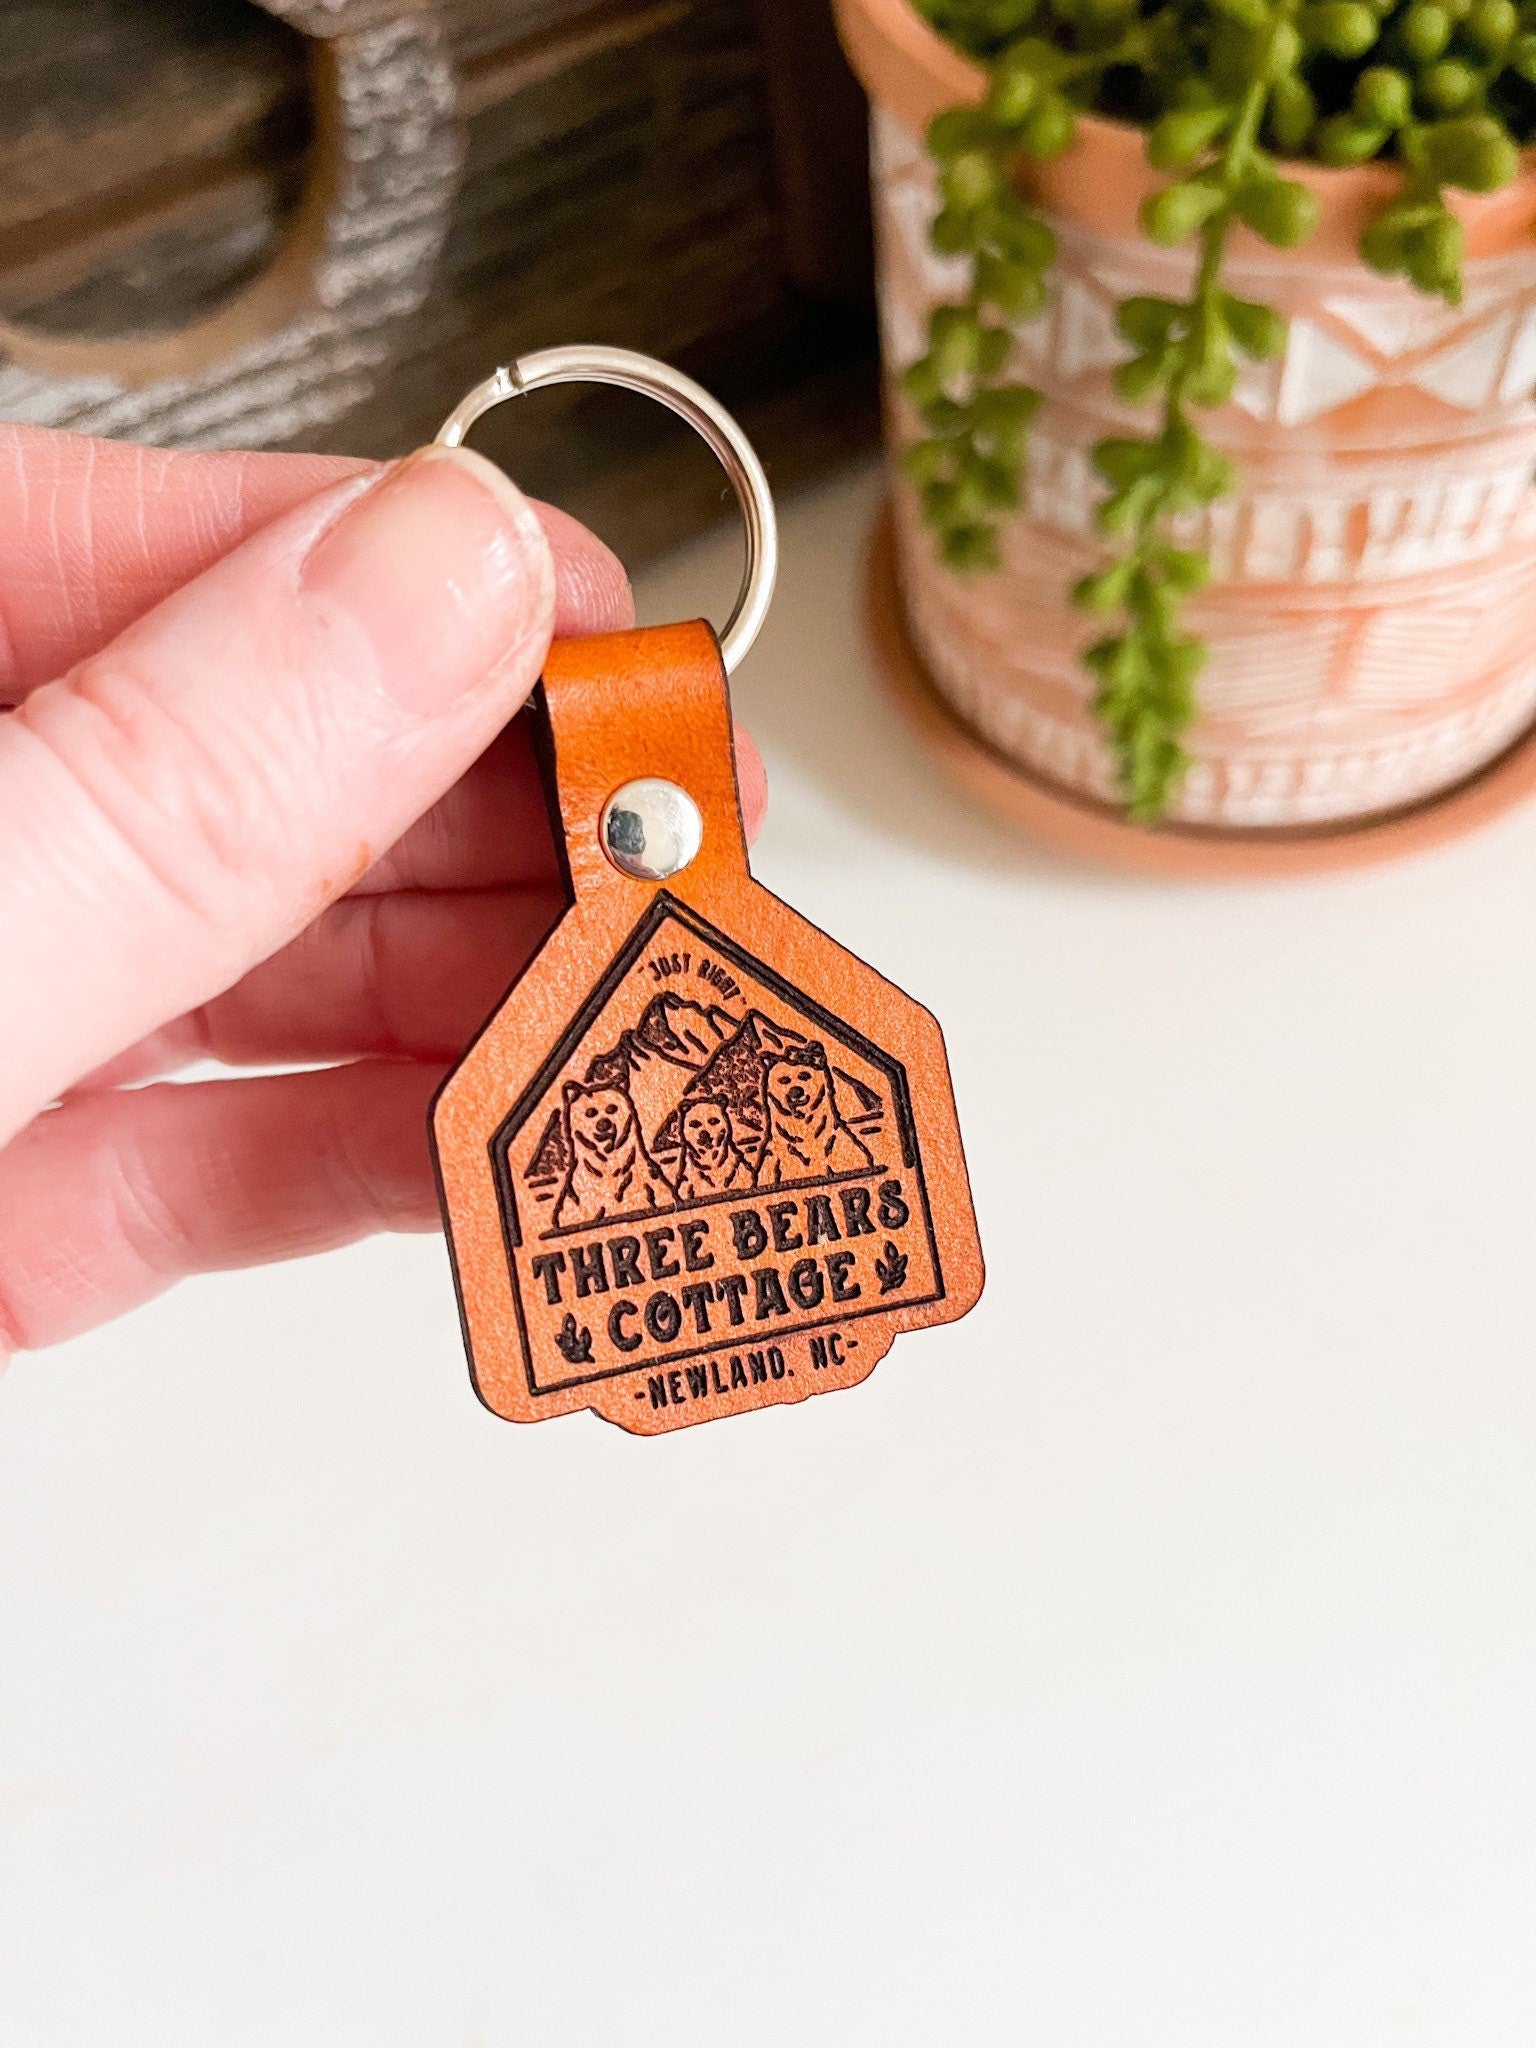 "JUST RIGHT"
THREE BEARS
COTTAGE
-NEWLAND, NC-